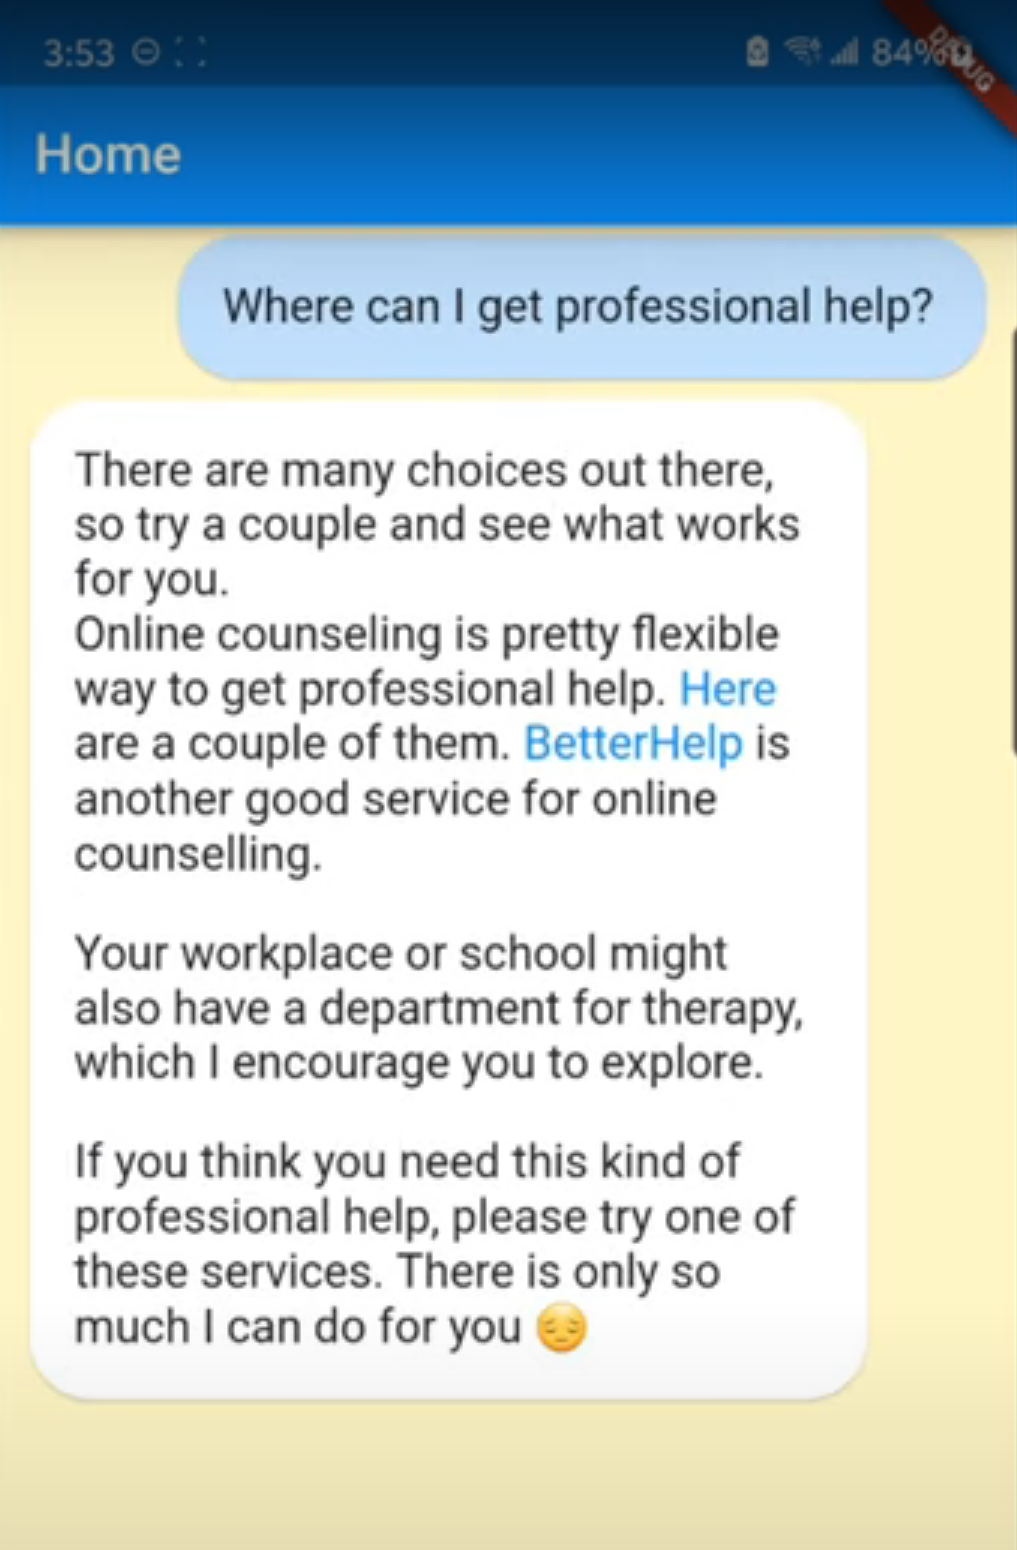 3:53
84%
DEBUG
Home
Where can I get professional help?
There are many choices out there,
so try a couple and see what works
for you.
Online counseling is pretty flexible
way to get professional help. Here
are a couple of them. BetterHelp is
another good service for online
counselling.
Your workplace or school might
also have a department for therapy,
which I encourage you to explore.
If you think you need this kind of
professional help, please try one of
these services. There is only so
much I can do for you 😔